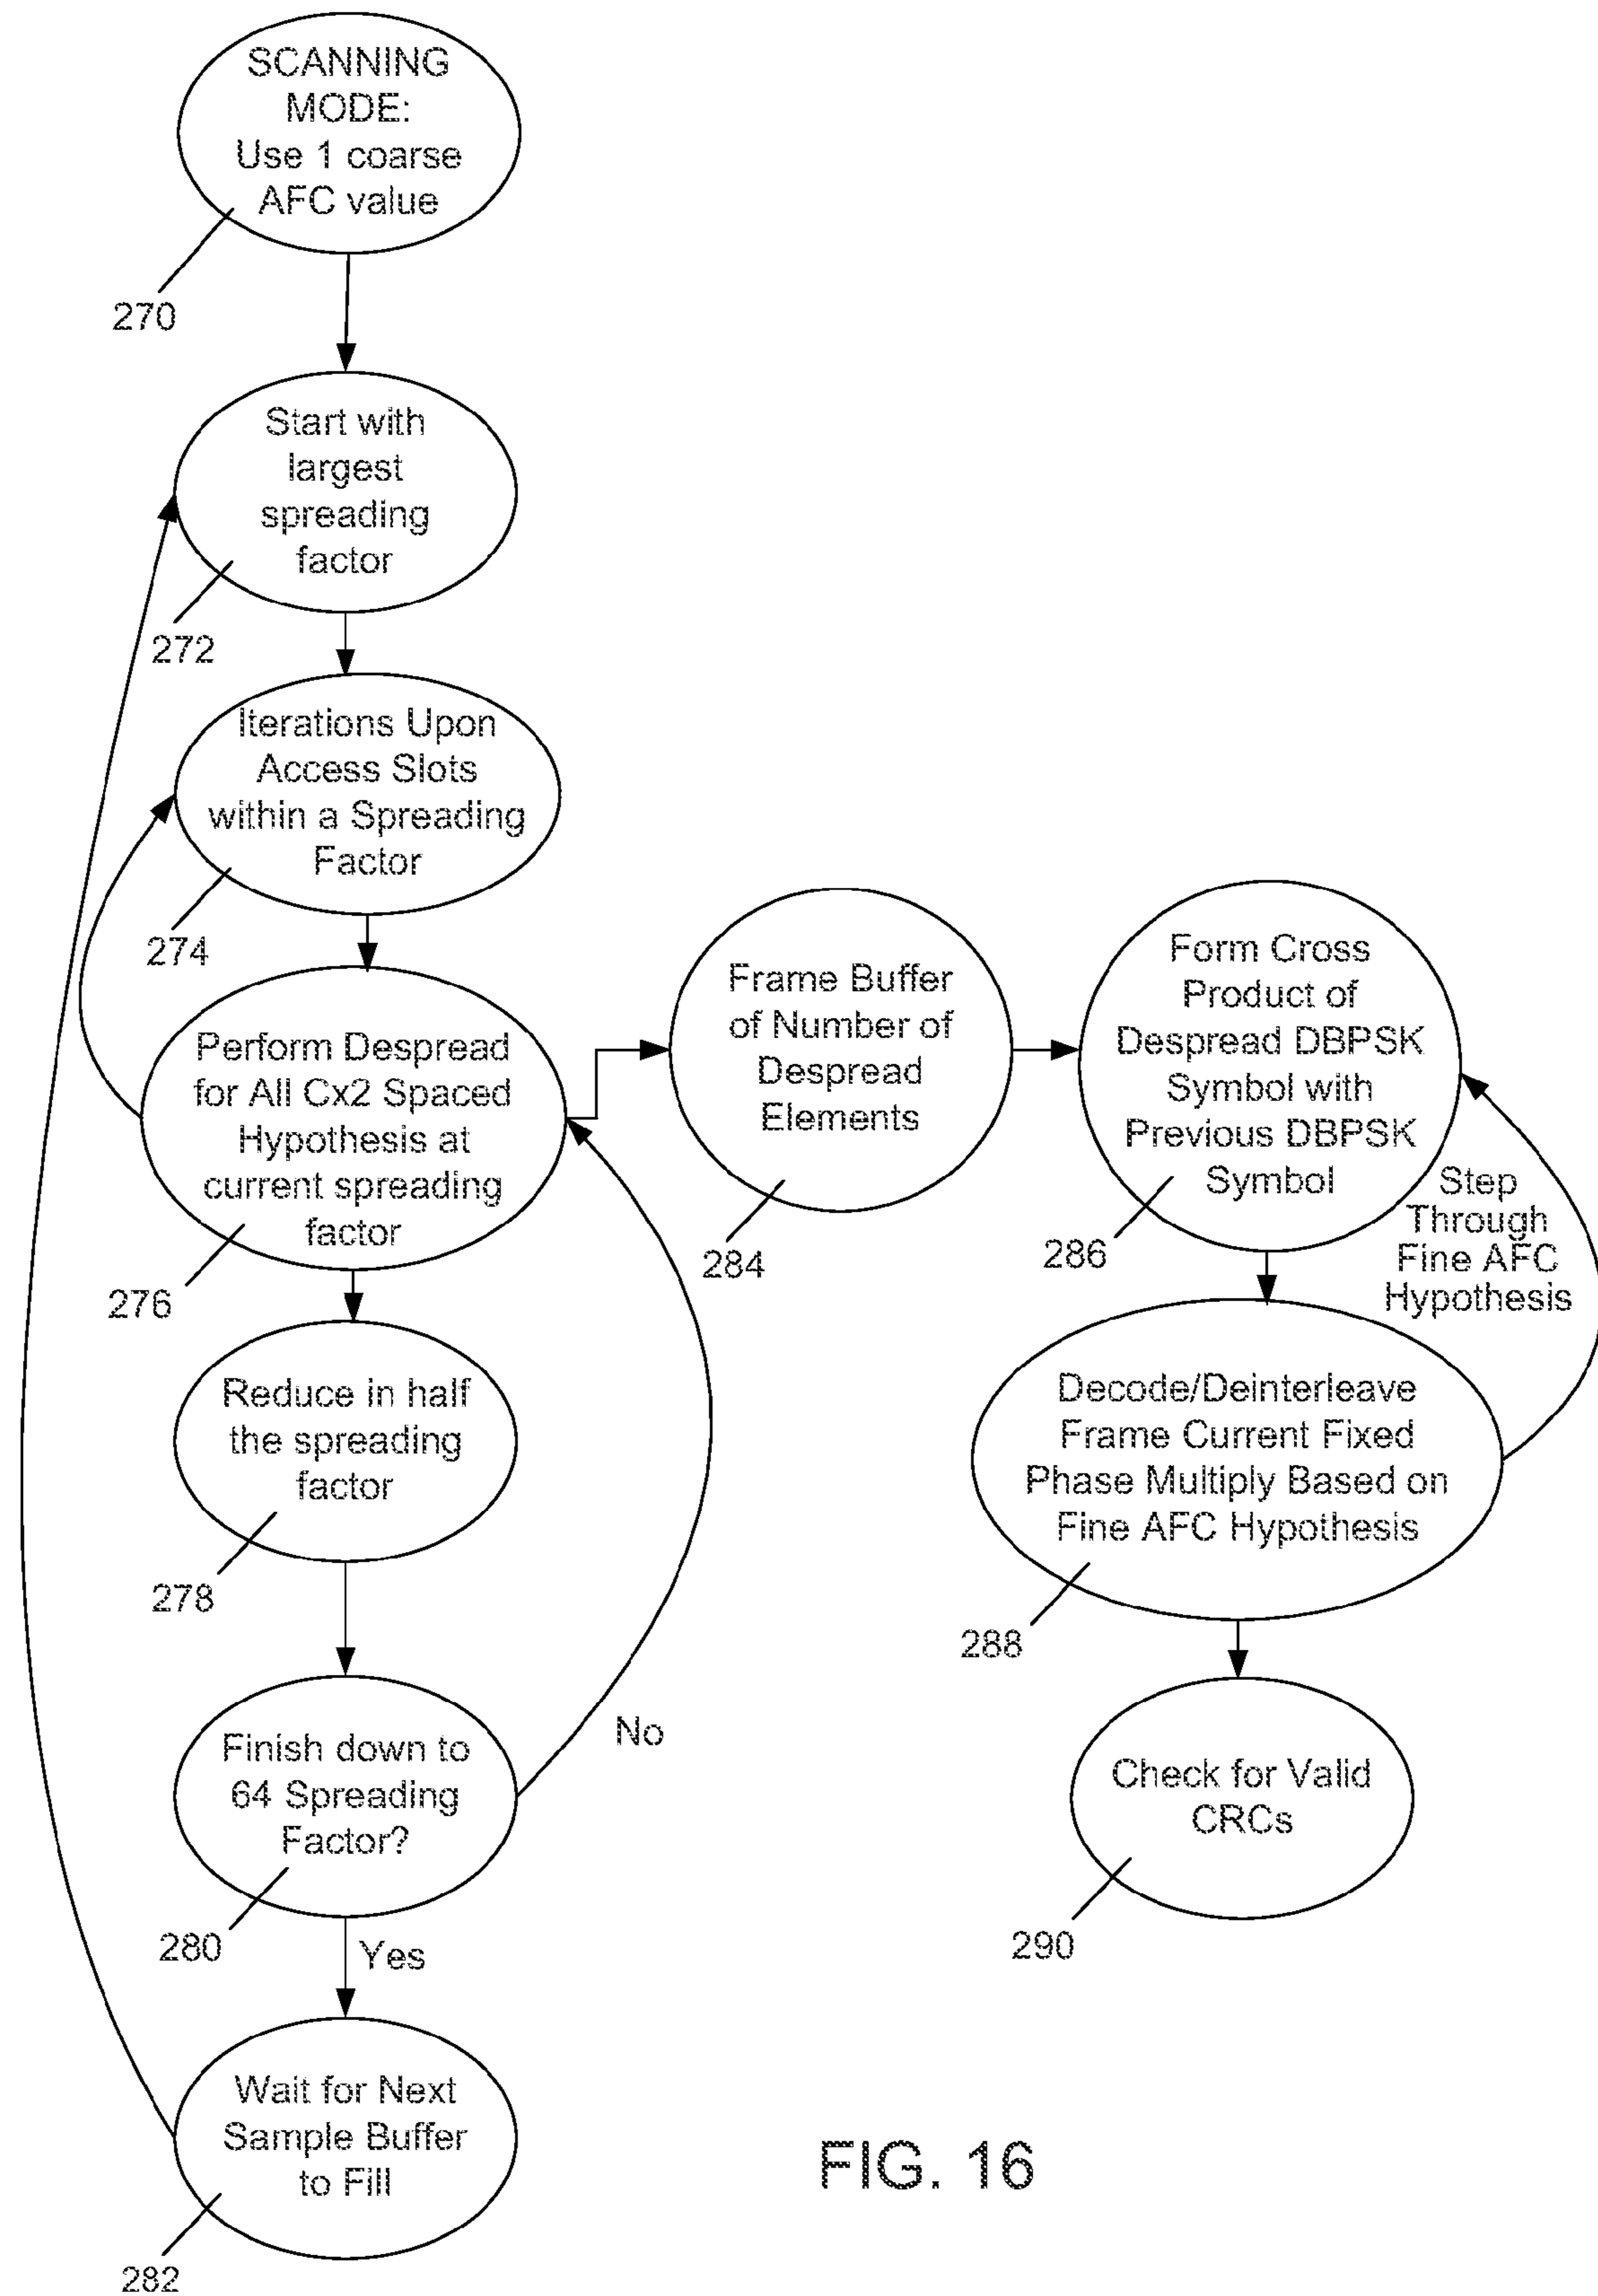 SCANNING
MODE:
Use 1 coarse
AFC value
270
Start with
largest
spreading
factor
272
Iterations Upon
Access Slots
within a Spreading
Factor
274
Perform Despread
for All Cx2 Spaced
Hypothesis at
current spreading
factor
276
Reduce in half
the spreading
factor
278
Finish down to
64 Spreading
Factor?
280
No
Yes
Wait for Next
Sample Buffer
to Fill
282
Frame Buffer
of Number of
Despread
Elements
284
Form Cross
Product of
Despread DBPSK
Symbol with
Previous DBPSK
Symbol
286
Step
Through
Fine AFC
Hypothesis
Decode/Deinterleave
Frame Current Fixed
Phase Multiply Based on
Fine AFC Hypothesis
288
Check for Valid
CRCs
290
FIG. 16